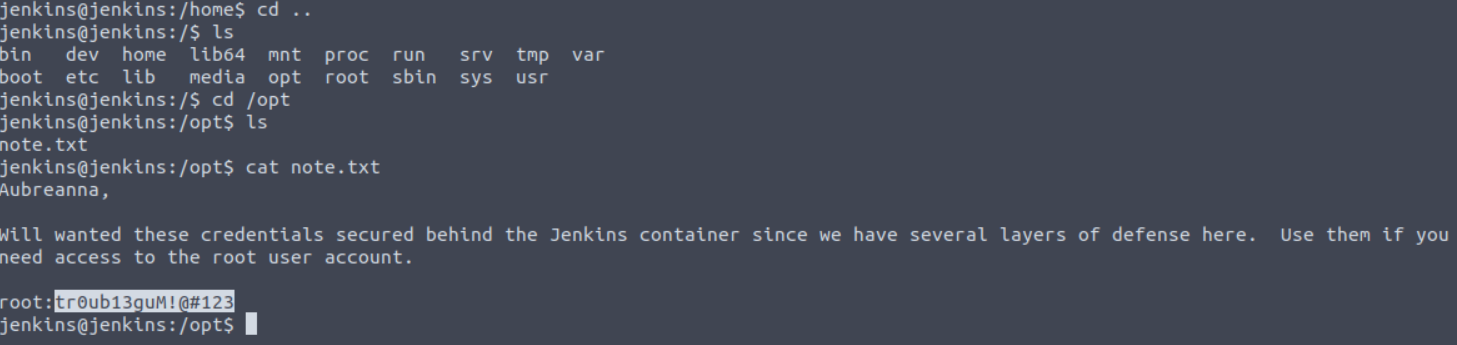 jenkins@jenkins:/home$ cd ..
jenkins@jenkins:/$ ls
bin   dev  home  lib64  mnt  proc  run   srv  tmp  var
boot  etc  lib   media  opt  root  sbin  sys  usr
jenkins@jenkins:/$ cd /opt
jenkins@jenkins:/opt$ ls
note.txt
jenkins@jenkins:/opt$ cat note.txt
Aubreanna,
Will wanted these credentials secured behind the Jenkins container since we have several layers of defense here.  Use them if you
need access to the root user account.
root:tr0ub13guM!@#123
jenkins@jenkins:/opt$